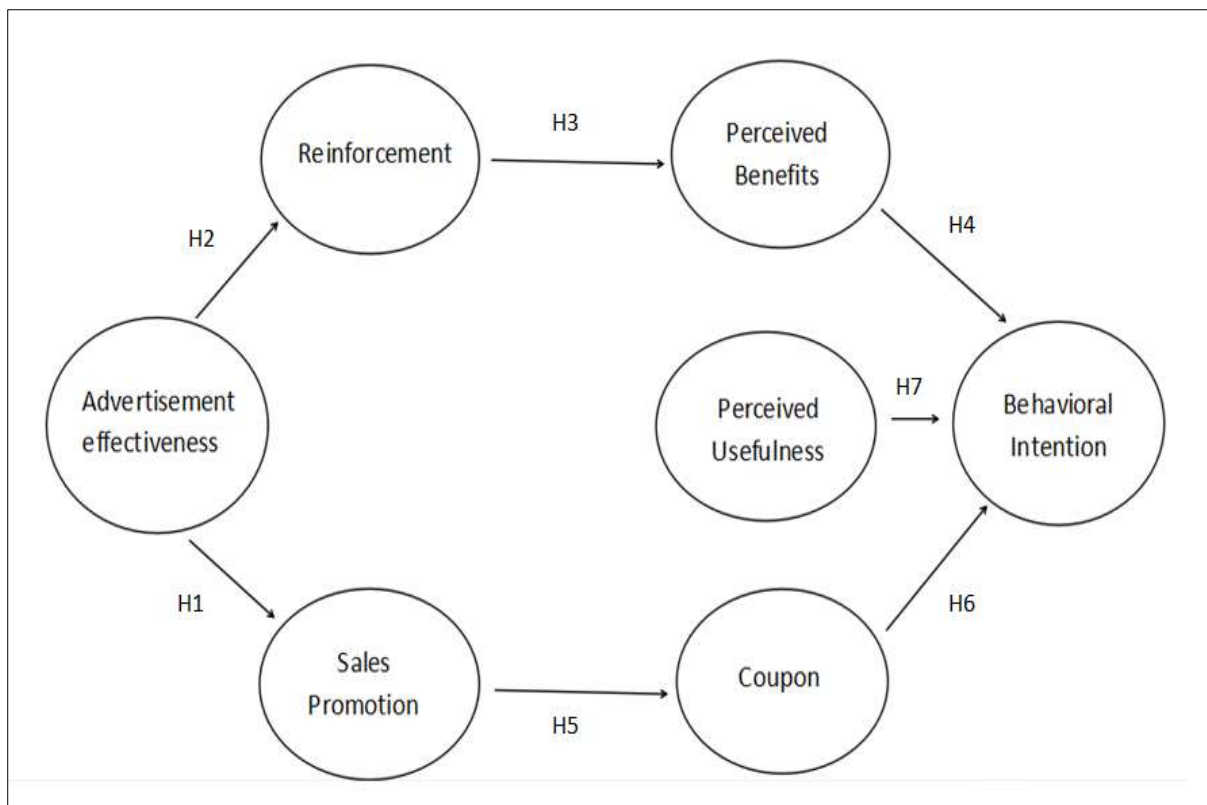 Reinforcement
H3
Perceived
Benefits
H2
H4
Advertisement
effectiveness
Perceived
Usefulness
H7
Behavioral
Intention
H1
H6
Sales
Promotion
H5
Coupon